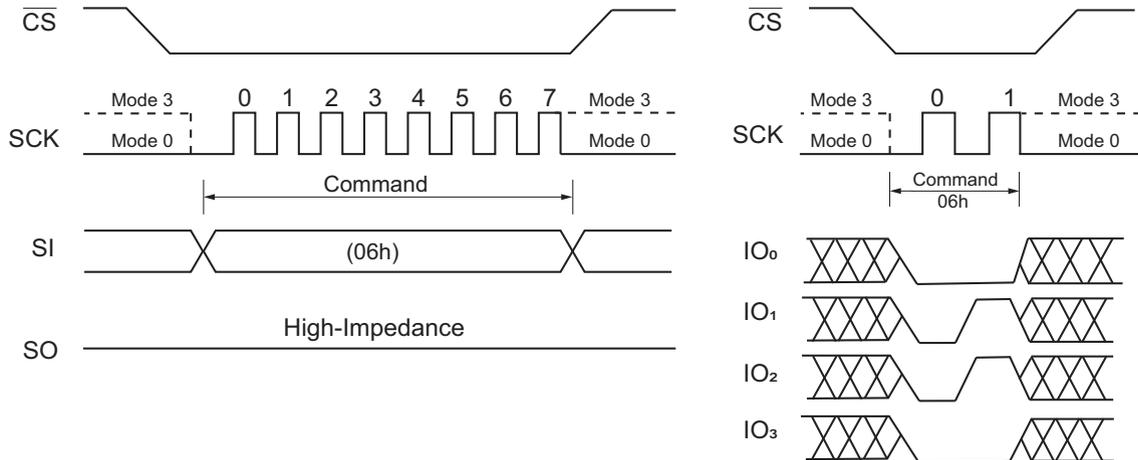 CS
Mode 3
0 1 2 3 4 5 6 7
Mode 3
SCK
Mode 0
Mode 0
Command
SI
(06h)
High-Impedance
SO
CS
Mode 3
0 1
Mode 3
SCK
Mode 0
Mode 0
Command
06h
IO₀
IO₁
IO₂
IO₃